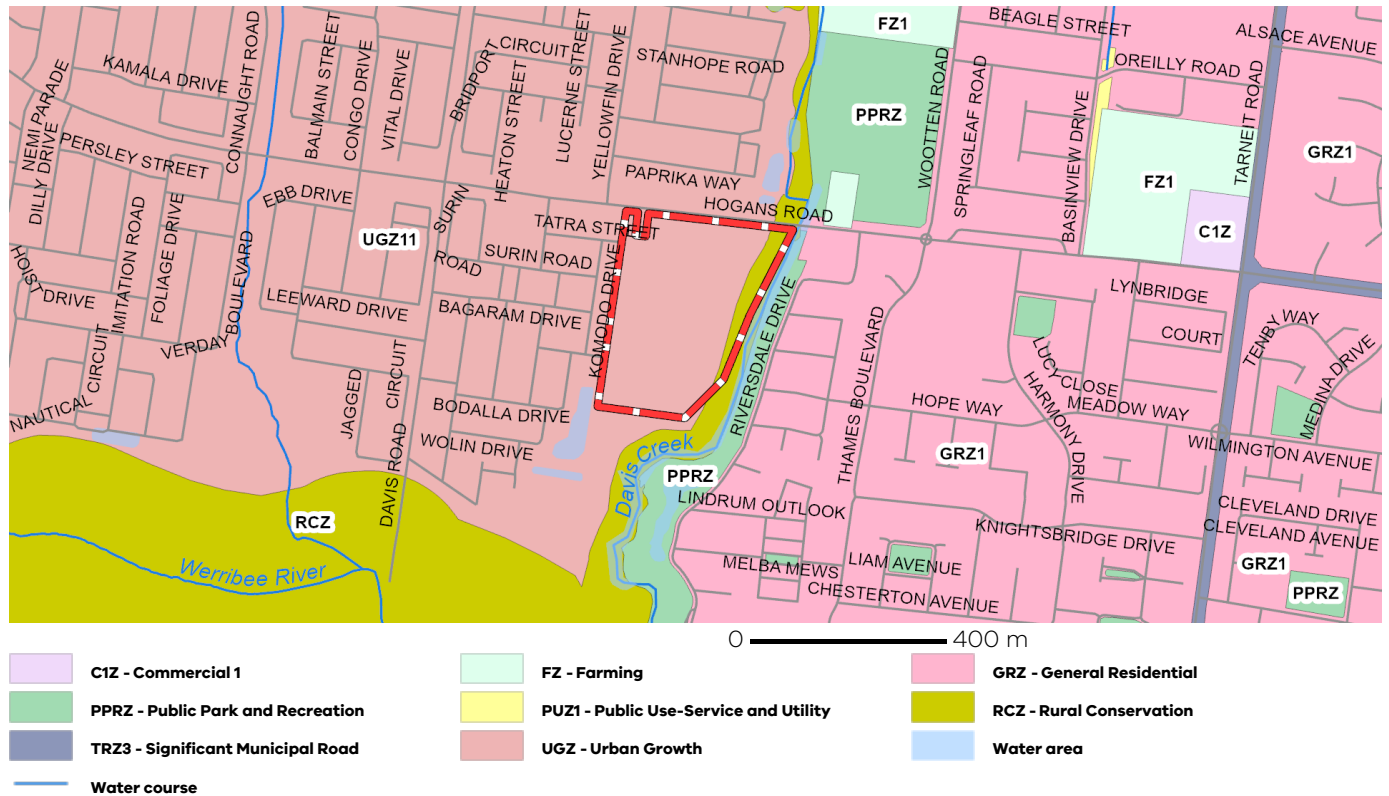 FZ1
BEAGLE STREET
ALSACE AVENUE
CIRCUIT
STANHOPE ROAD
KAMALA DRIVE
OREILLY ROAD
NEMI PARADE
CONNAUGHT ROAD
BALMAIN STREET
CONGO DRIVE
VITAL DRIVE
BRIDPORT
HEATON STREET
LUCERNE STREET
YELLOWFIN DRIVE
PPRZ
WOOTTEN ROAD
SPRINGLEAF ROAD
BASINVIEW DRIVE
TARNEIT ROAD
GRZ1
DILLY DRIVE
PERSLEY STREET
PAPRIKA WAY
FZ1
EBB DRIVE
HOGANS ROAD
IMITATION ROAD
FOLIAGE DRIVE
BOULEVARD
UGZ11
SURIN
ROAD
TATRA STREET
SURIN ROAD
C1Z
HOIST DRIVE
LEEWARD DRIVE
BAGARAM DRIVE
KOMODO DRIVE
RIVERSDALE DRIVE
LYNBRIDGE
COURT
TENBY WAY
MEDINA DRIVE
VERDAY
CIRCUIT
NAUTICAL
JAGGED
CIRCUIT
THAMES BOULEVARD
LUCY
CLOSE
HARMONY DRIVE
HOPE WAY
MEADOW WAY
BODALLA DRIVE
WOLIN DRIVE
DAVIS ROAD
Davis Creek
PPRZ
GRZ1
WILMINGTON AVENUE
LINDRUM OUTLOOK
CLEVELAND DRIVE
RCZ
KNIGHTSBRIDGE DRIVE
CLEVELAND AVENUE
Werribee River
MELBA MEWS
LIAM AVENUE
GRZ1
CHESTERTON AVENUE
PPRZ
0 400 m
C1Z - Commercial 1
FZ - Farming
GRZ - General Residential
PPRZ - Public Park and Recreation
PUZ1 - Public Use-Service and Utility
RCZ - Rural Conservation
TRZ3 - Significant Municipal Road
UGZ - Urban Growth
Water area
Water course